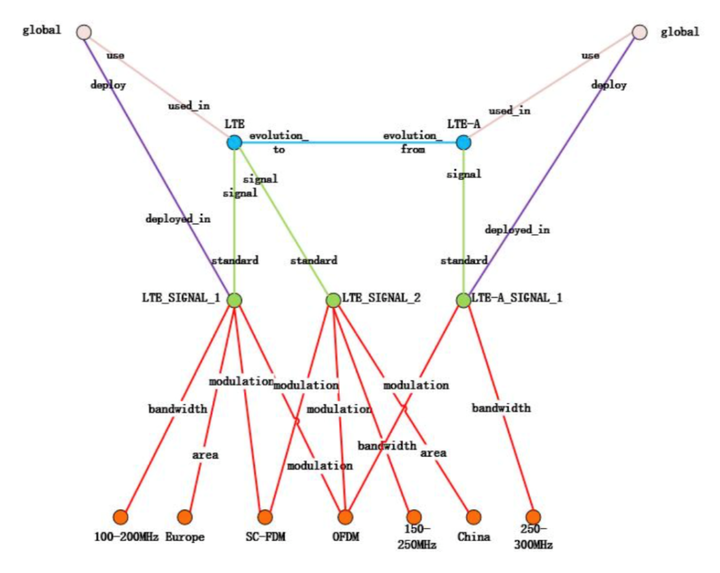 global
global
use
use
deploy
deploy
used_in
used_in
LTE
LTE-A
evolution_
to
evolution_
from
signal
signal
signal
deployed_in
deployed_in
standard
standard
standard
LTE_SIGNAL_1
LTE_SIGNAL_2
LTE-A_SIGNAL_1
modulation
modulation
modulation
bandwidth
modulation
bandwidth
bandwidth
area
area
modulation
100-200MHz
Europe
SC-FDM
OFDM
150-
250MHz
China
250-
300MHz